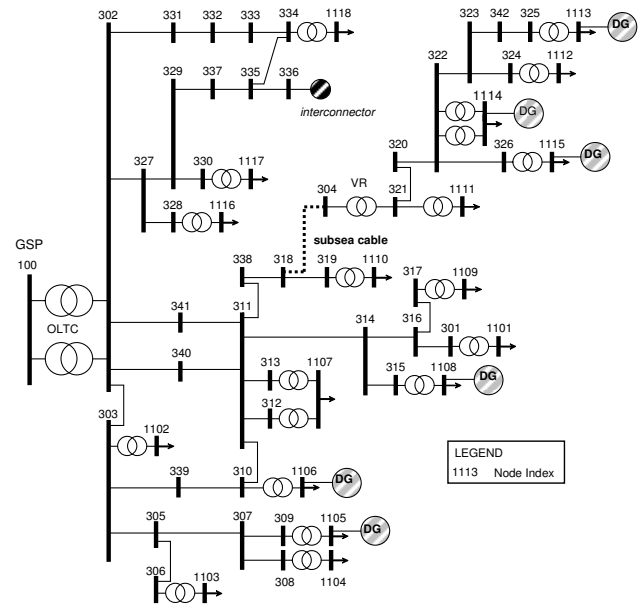 302 331 332 333 334 1118
323 342 325 1113 DG
329 337 335 336
interconnector
322 324 1112
1114 DG
320 326 1115 DG
327 330 1117
328 1116
304 VR 321 1111
subsea cable
GSP
100
OLTC
338 318 319 1110
317 1109
341 311 314 316 301 1101
340 313 1107
312
315 1108 DG
303 1102
339 310 1106 DG
305 307 309 1105 DG
306 1103 308 1104
LEGEND
1113 Node Index